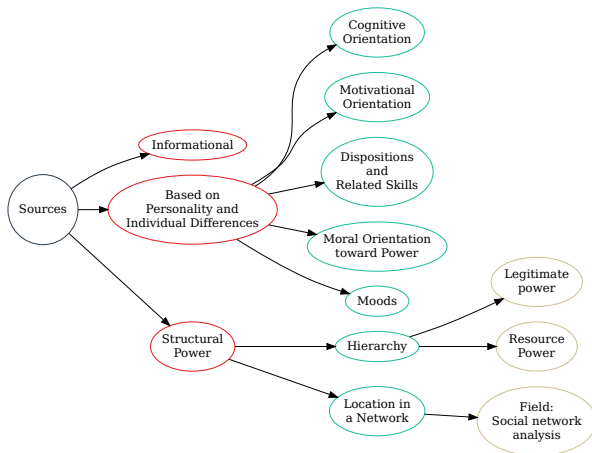 Cognitive
Orientation
Motivational
Orientation
Informational
Dispositions
and
Related Skills
Sources
Based on
Personality and
Individual Differences
Moral Orientation
toward Power
Legitimate
power
Moods
Structural
Power
Hierarchy
Resource
Power
Location in
a Network
Field:
Social network
analysis